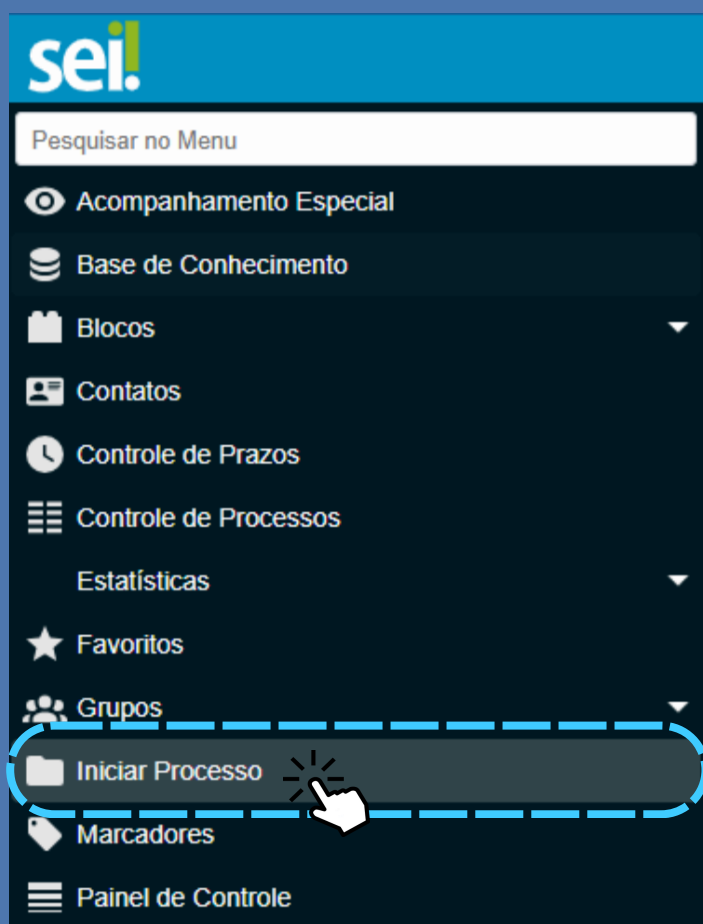 sei!
Pesquisar no Menu
Acompanhamento Especial
Base de Conhecimento
Blocos
Contatos
Controle de Prazos
Controle de Processos
Estatísticas
Favoritos
Grupos
Iniciar Processo
Marcadores
Painel de Controle